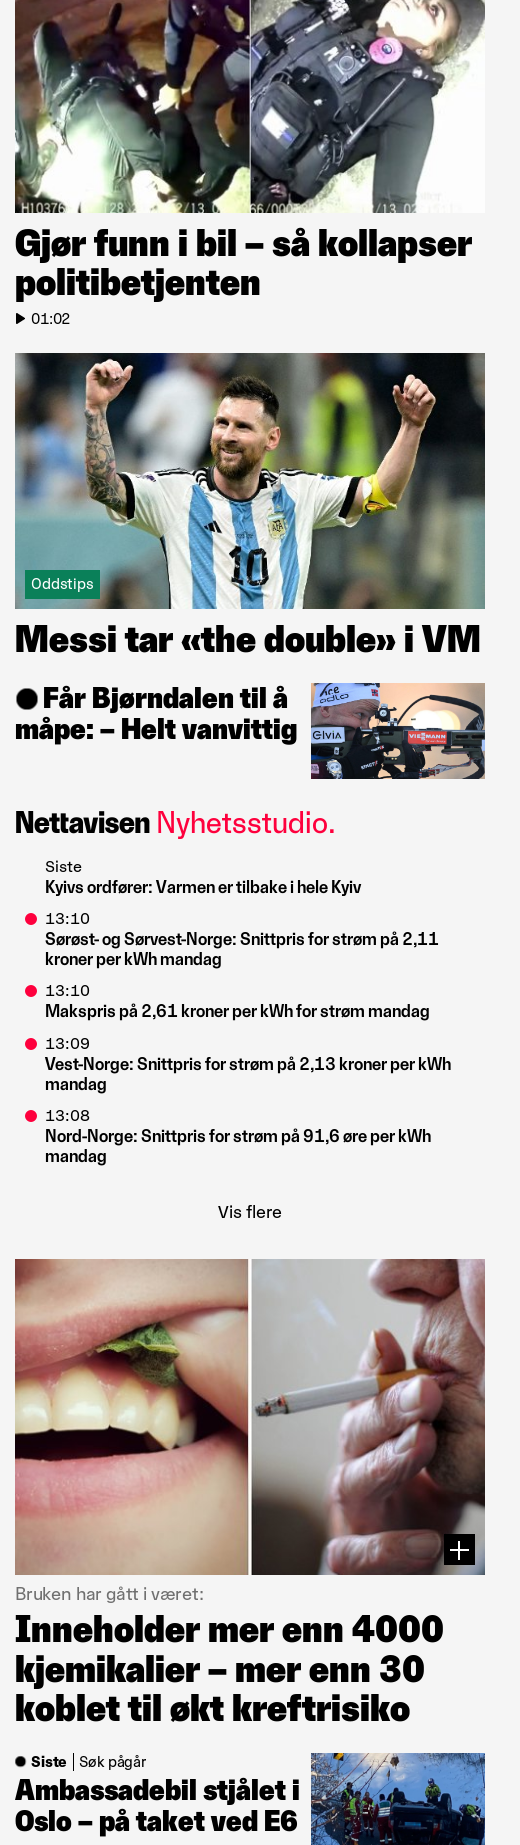 Gjør funn i bil – så kollapser
politibetjenten
01:02
10
Oddstips
Messi tar «the double» i VM
Får Bjørndalen til å
måpe: – Helt vanvittig
VIESSMANN
Nettavisen Nyhetsstudio.
Siste
Kyivs ordfører: Varmen er tilbake i hele Kyiv
13:10
Sørøst- og Sørvest-Norge: Snittpris for strøm på 2,11
kroner per kWh mandag
13:10
Makspris på 2,61 kroner per kWh for strøm mandag
13:09
Vest-Norge: Snittpris for strøm på 2,13 kroner per kWh
mandag
13:08
Nord-Norge: Snittpris for strøm på 91,6 øre per kWh
mandag
Vis flere
Bruken har gått i været:
Inneholder mer enn 4000
kjemikalier – mer enn 30
koblet til økt kreftrisiko
Siste | Søk pågår
Ambassadebil stjålet i
Oslo – på taket ved E6